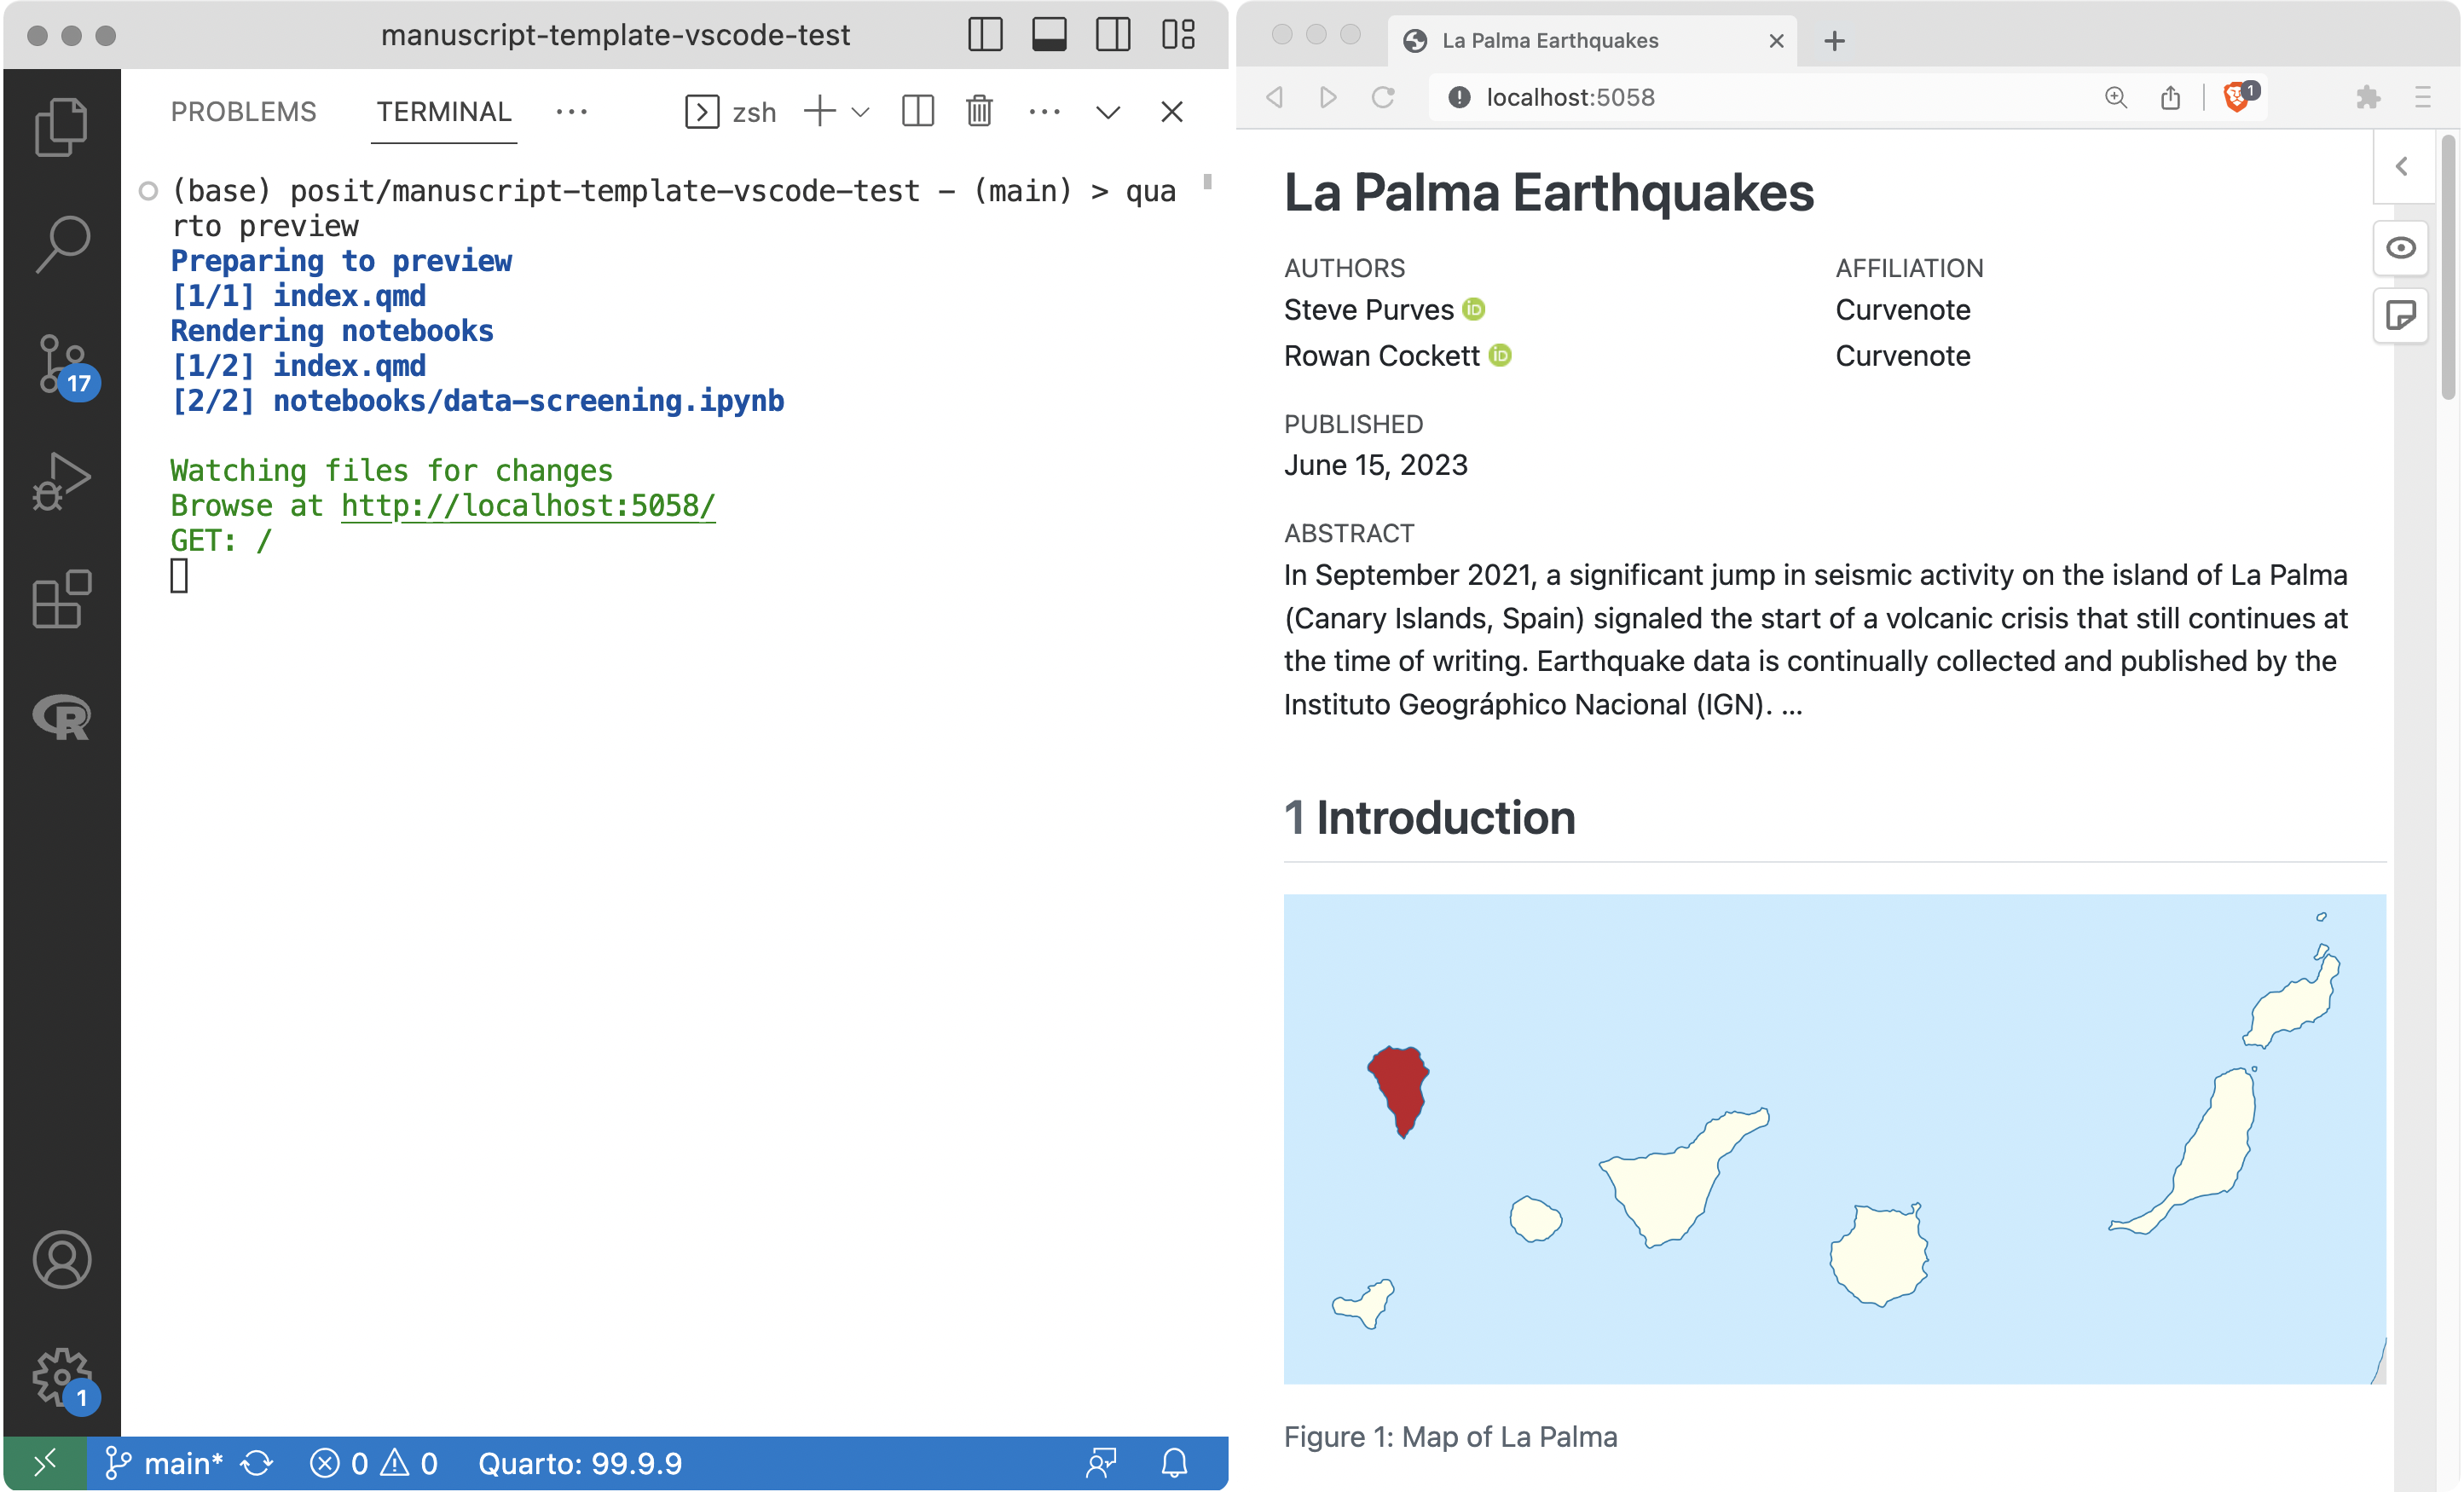 manuscript-template-vscode-test
PROBLEMS TERMINAL ··· zsh ···
(base) posit/manuscript-template-vscode-test - (main) > qua
rto preview
Preparing to preview
[1/1] index.qmd
Rendering notebooks
[1/2] index.qmd
[2/2] notebooks/data-screening.ipynb
Watching files for changes
Browse at http://localhost:5058/
GET: /
17
R
1
main* 0 0 Quarto: 99.9.9
La Palma Earthquakes
localhost:5058 1
La Palma Earthquakes
AUTHORS AFFILIATION
Steve Purves iD Curvenote
Rowan Cockett iD Curvenote
PUBLISHED
June 15, 2023
ABSTRACT
In September 2021, a significant jump in seismic activity on the island of La Palma
(Canary Islands, Spain) signaled the start of a volcanic crisis that still continues at
the time of writing. Earthquake data is continually collected and published by the
Instituto Geográphico Nacional (IGN). ...
1 Introduction
Figure 1: Map of La Palma